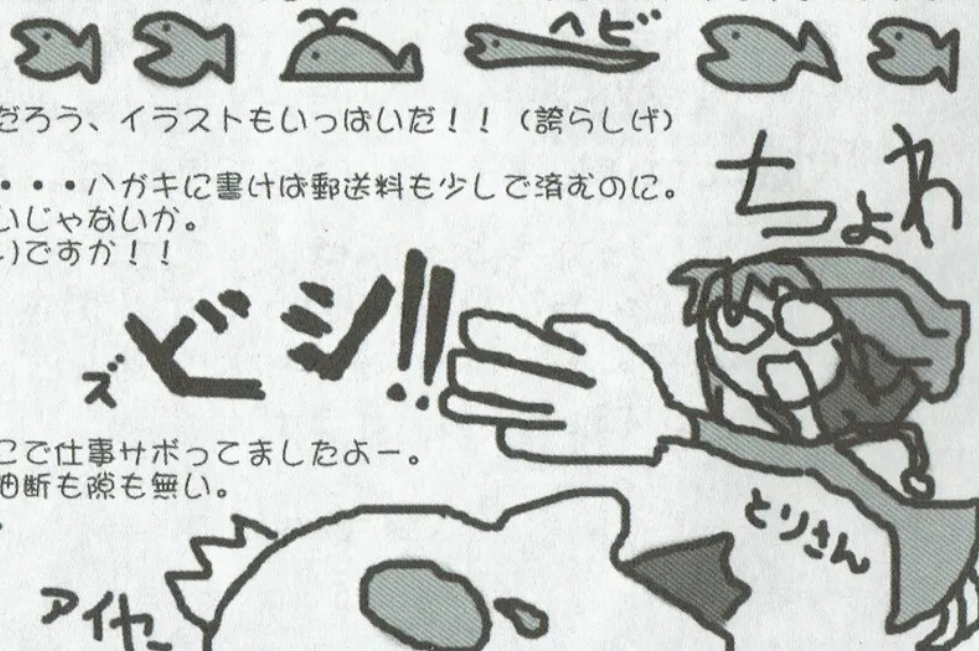 ヘビ
だろう、イラストもいっぱいだ！！（誇らしげ）
・・・ハガキに書けば郵送料も少しで済むのに。
いじゃないか。
い)ですか！！
ちょわ
ズビシ!!
こで仕事サボってましたよー。
油断も隙も無い。
とりさん
アイヤー